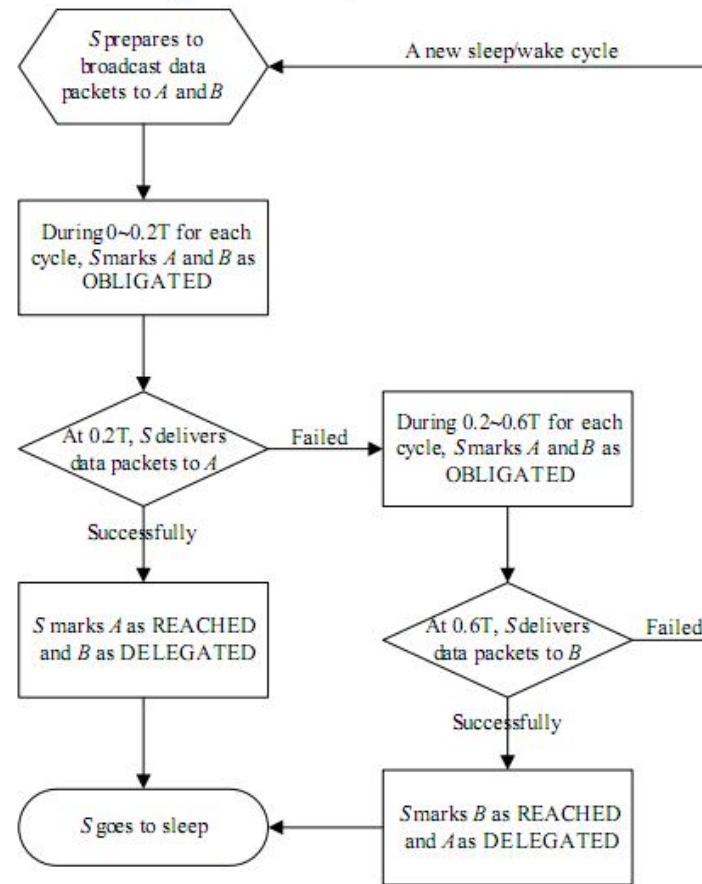 S prepares to
broadcast data
packets to A and B
A new sleep/wake cycle
During 0~0.2T for each
cycle, S marks A and B as
OBLIGATED
At 0.2T, S delivers
data packets to A
Failed
During 0.2~0.6T for each
cycle, S marks A and B as
OBLIGATED
Successfully
S marks A as REACHED
and B as DELEGATED
At 0.6T, S delivers
data packets to B
Failed
Successfully
S goes to sleep
S marks B as REACHED
and A as DELEGATED